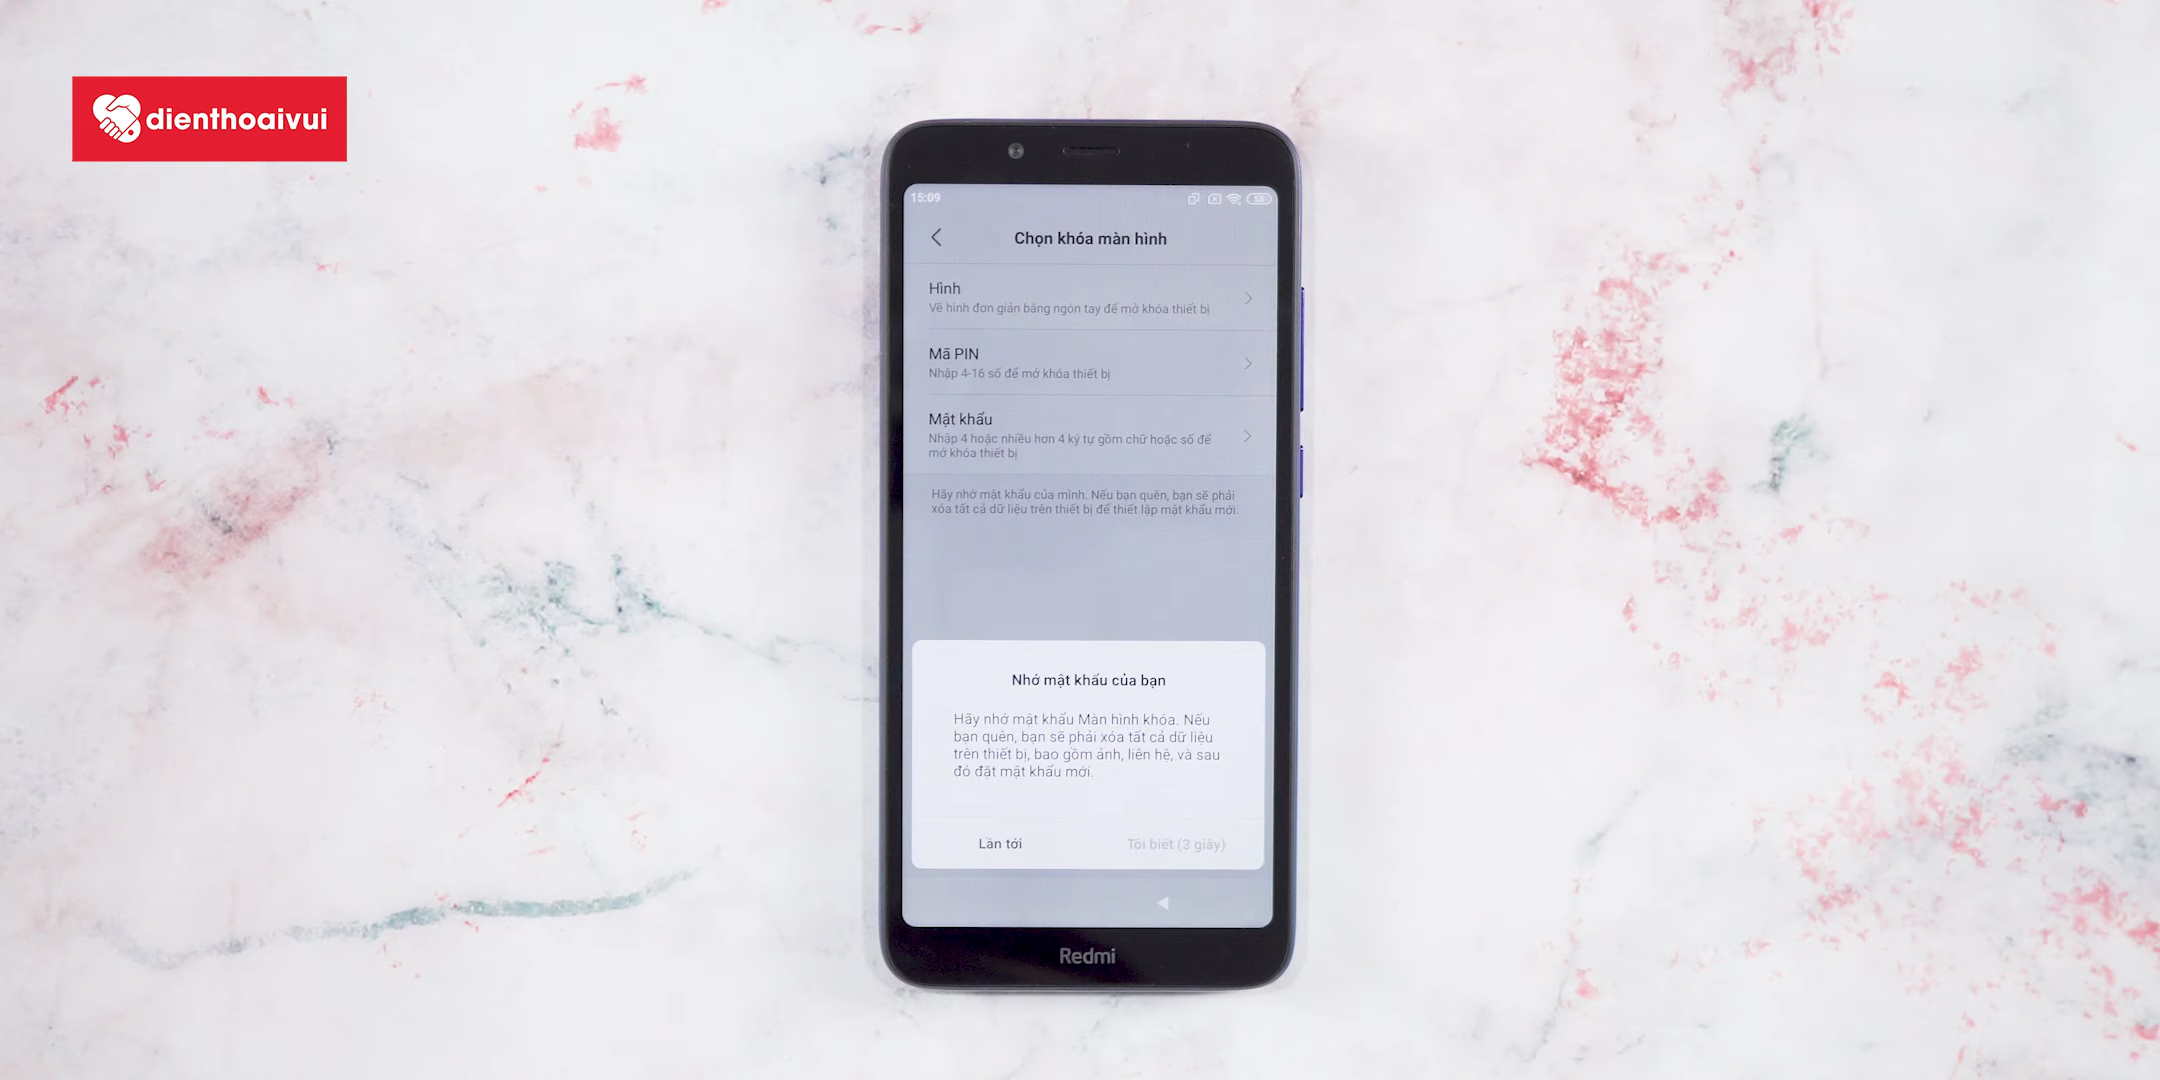 dienthoaivui
15:09
Chọn khóa màn hình
Hình
Vẽ hình đơn giản bằng ngón tay để mở khóa thiết bị
Mã PIN
Nhập 4-16 số để mở khóa thiết bị
Mật khẩu
Nhập 4 hoặc nhiều hơn 4 ký tự gồm chữ hoặc số để
mở khóa thiết bị
Hãy nhớ mật khẩu của mình. Nếu bạn quên, bạn sẽ phải
xóa tất cả dữ liệu trên thiết bị để thiết lập mật khẩu mới.
Nhớ mật khẩu của bạn
Hãy nhớ mật khẩu Màn hình khóa. Nếu
bạn quên, bạn sẽ phải xóa tất cả dữ liệu
trên thiết bị, bao gồm ảnh, liên hệ, và sau
đó đặt mật khẩu mới.
Lần tới
Tôi biết (3 giây)
Redmi